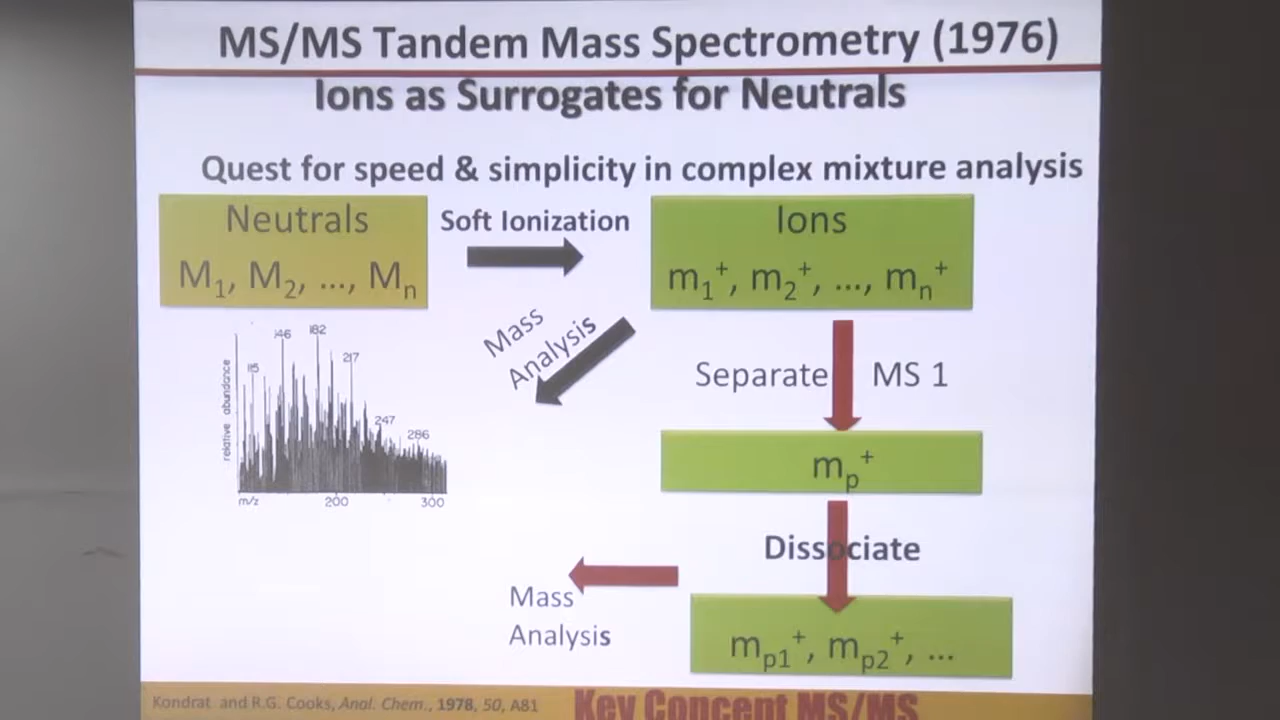 MS/MS Tandem Mass Spectrometry (1976)
Ions as Surrogates for Neutrals
Quest for speed & simplicity in complex mixture analysis
Neutrals
M₁, M₂, ..., Mₙ
Soft Ionization
Ions
m₁⁺, m₂⁺, ..., mₙ⁺
Mass
Analysis
relative abundance
115
146
182
217
247
286
m/z
200
300
Separate
MS 1
mₚ⁺
Dissociate
Mass
Analysis
mₚ₁⁺, mₚ₂⁺, ...
Kondrat and R.G. Cooks, Anal. Chem., 1978, 50, A81
Key Concept MS/MS